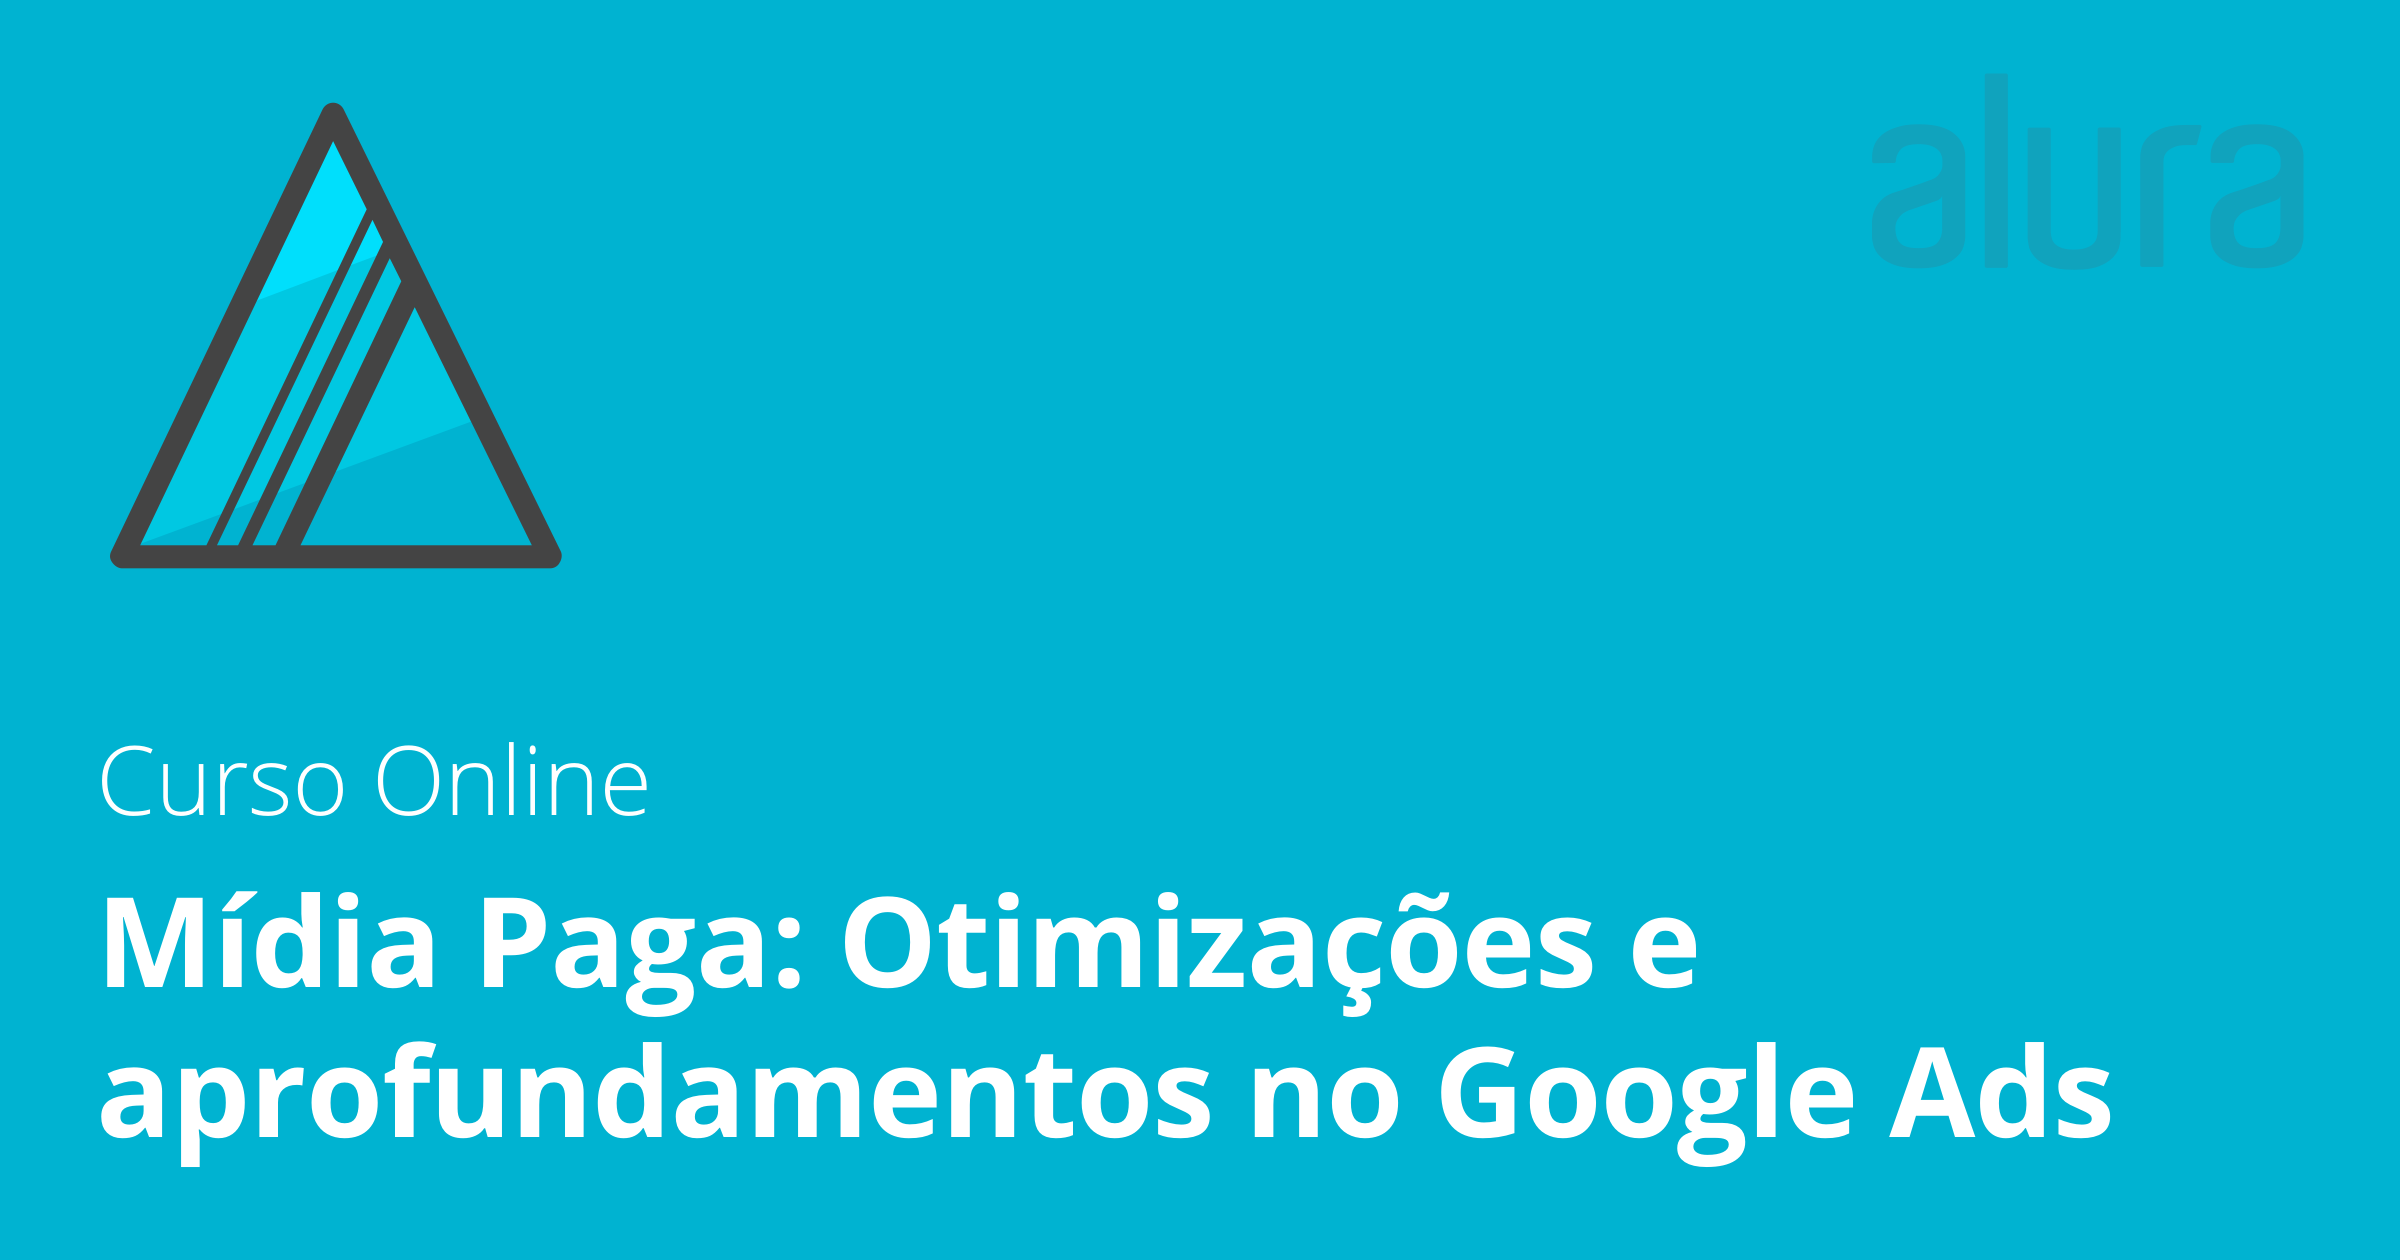 alura
Curso Online
Mídia Paga: Otimizações e
aprofundamentos no Google Ads